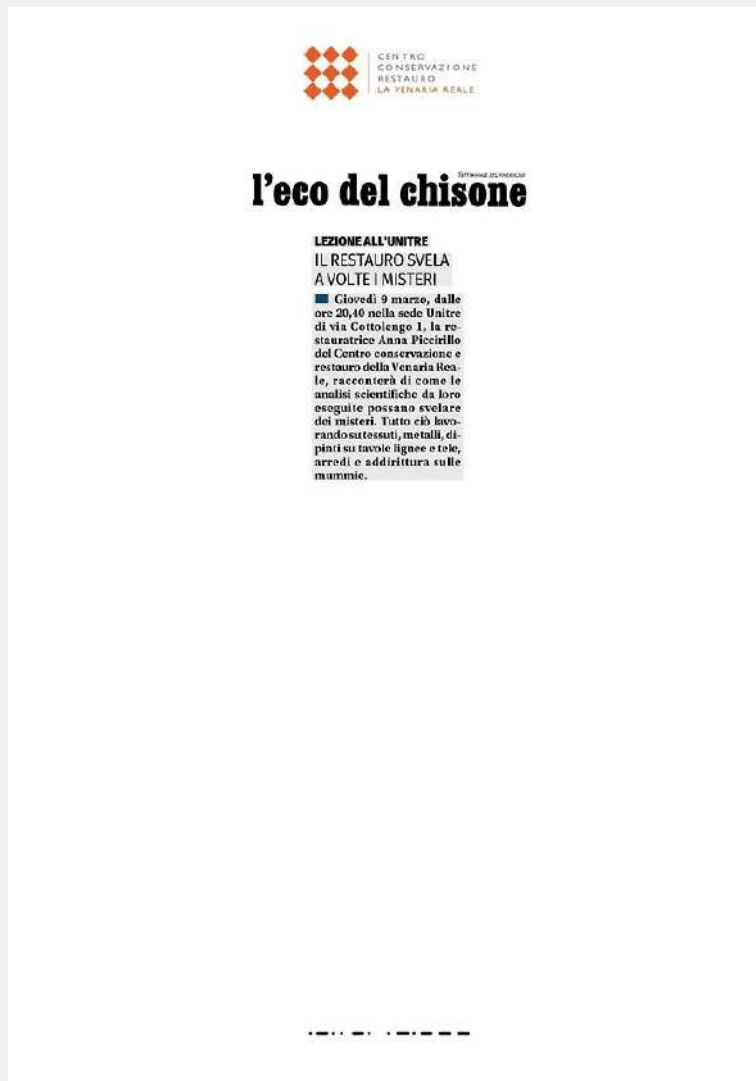 CENTRO
CONSERVAZIONE
RESTAURO
LA VENARIA REALE
l'eco del chisone
LEZIONE ALL'UNITRE
IL RESTAURO SVELA
A VOLTE I MISTERI
Giovedì 9 marzo, dalle
ore 20,40 nella sede Unitre
di via Cottolengo 1, la re-
stauratrice Anna Piccirillo
del Centro conservazione e
restauro della Venaria Rea-
le, racconterà di come le
analisi scientifiche da loro
eseguite possano svelare
dei misteri. Tutto ciò lavo-
rando su tessuti, metalli, di-
pinti su tavole lignee e tele,
arredi e addirittura sulle
mummie.